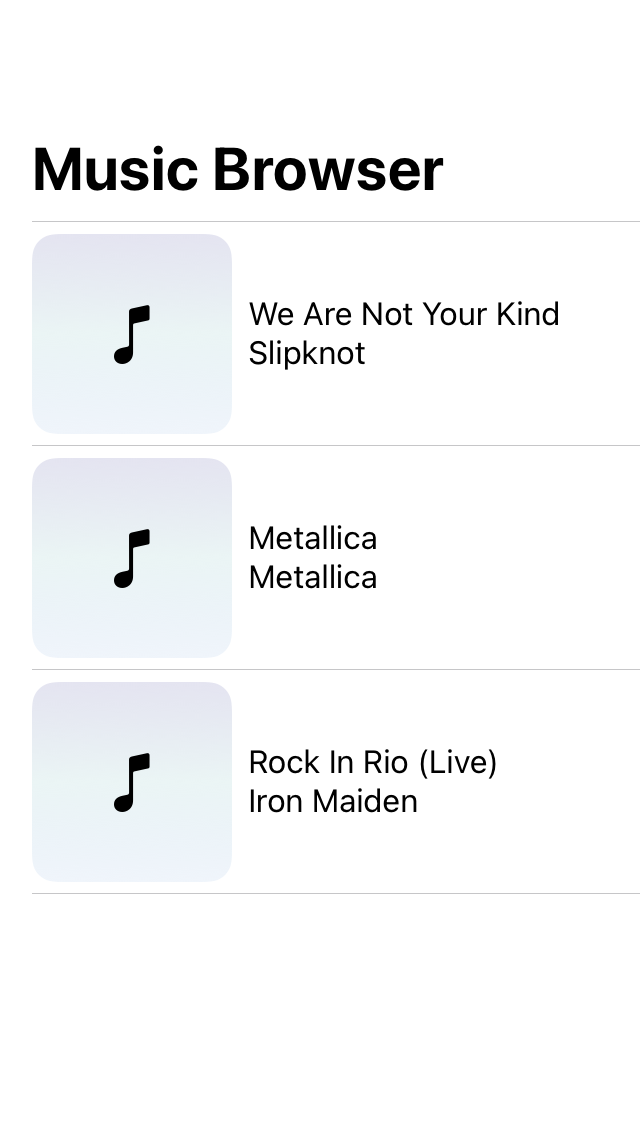 Music Browser
We Are Not Your Kind
Slipknot
Metallica
Metallica
Rock In Rio (Live)
Iron Maiden